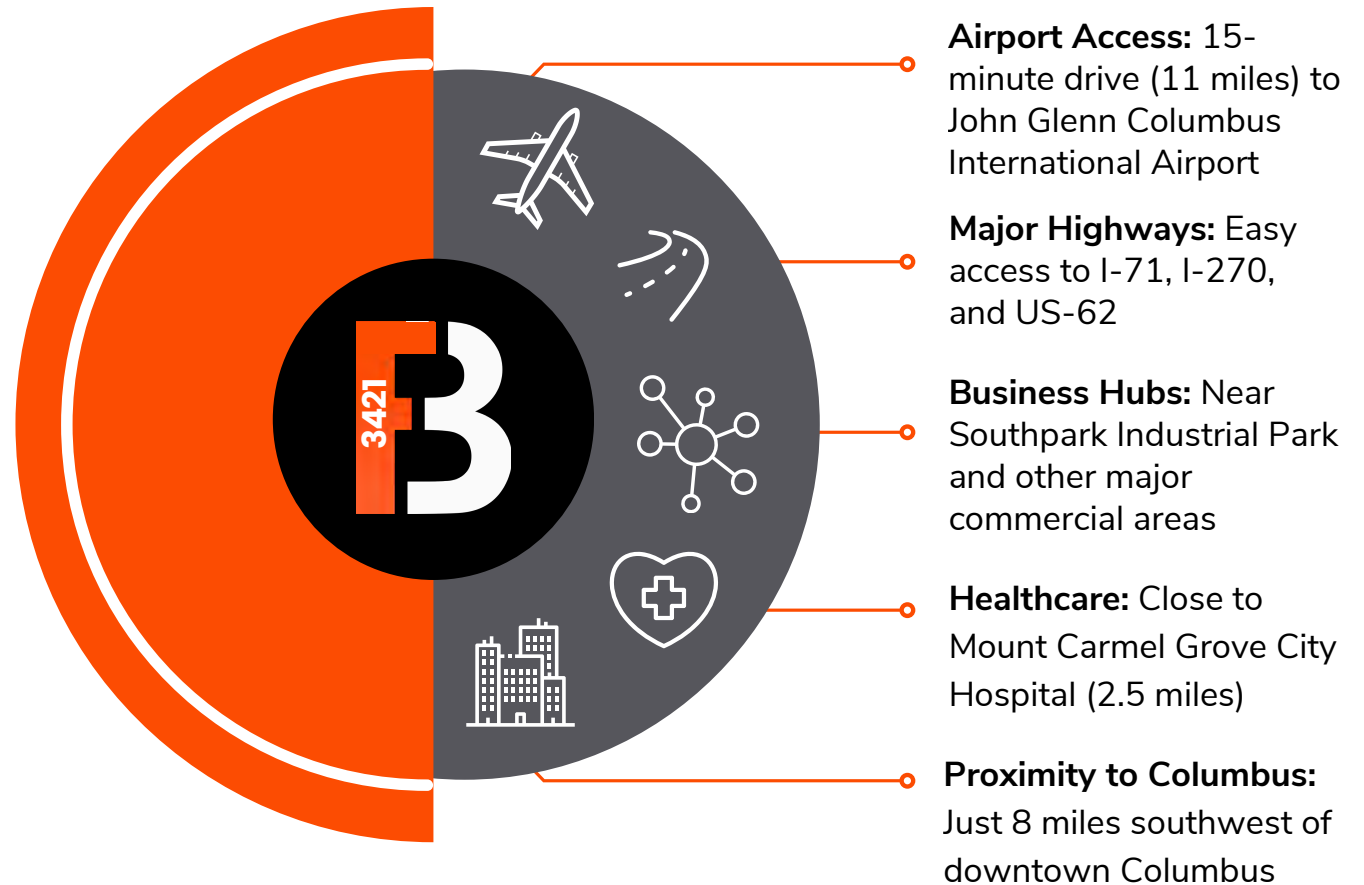 Airport Access: 15-
minute drive (11 miles) to
John Glenn Columbus
International Airport
Major Highways: Easy
access to I-71, I-270,
and US-62
3421
B
Business Hubs: Near
Southpark Industrial Park
and other major
commercial areas
Healthcare: Close to
Mount Carmel Grove City
Hospital (2.5 miles)
Proximity to Columbus:
Just 8 miles southwest of
downtown Columbus